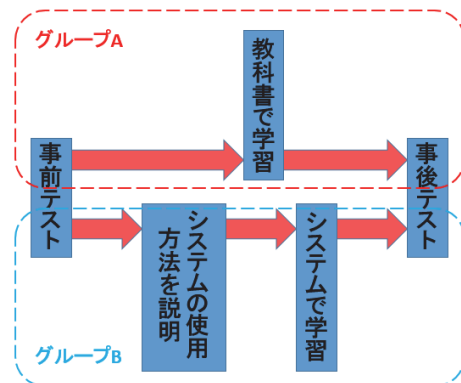 グループA
教科書で学習
事前テスト
事後テスト
システムの使用
方法を説明
システムで学習
グループB